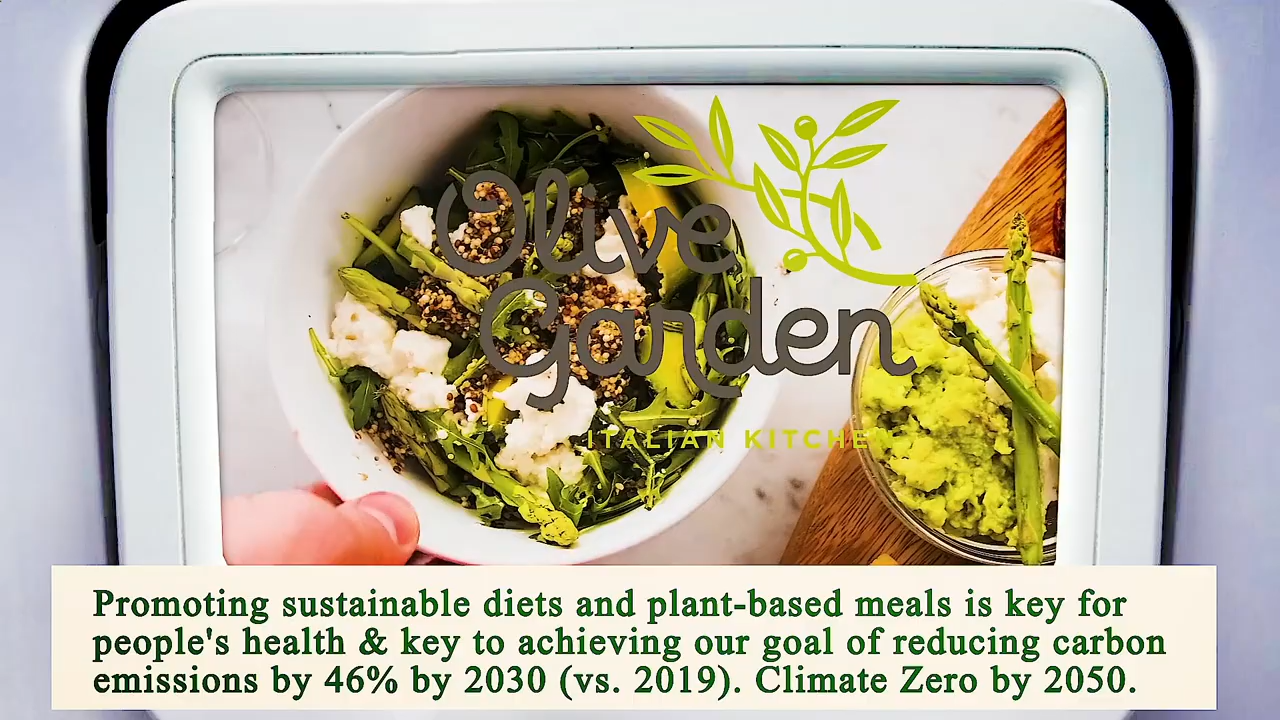 Olive
Garden
ITALIAN KITCHEN
Promoting sustainable diets and plant-based meals is key for
people's health & key to achieving our goal of reducing carbon
emissions by 46% by 2030 (vs. 2019). Climate Zero by 2050.